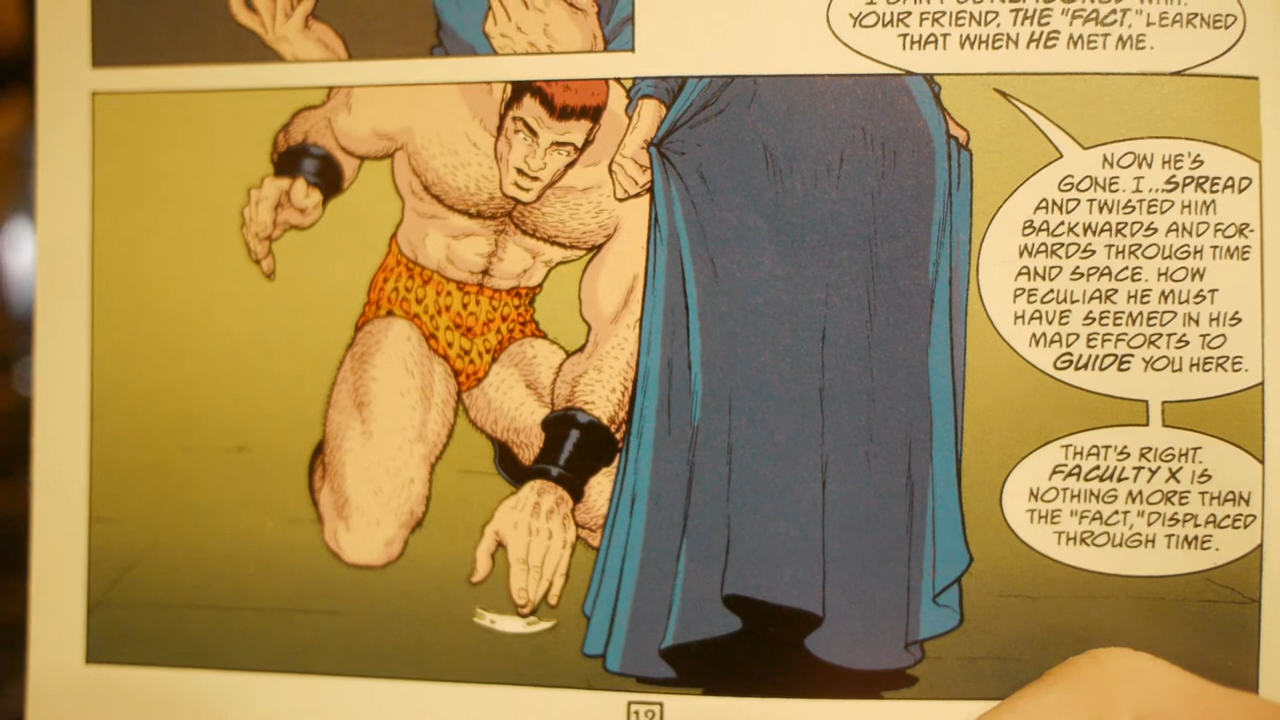 YOUR FRIEND, THE "FACT," LEARNED
THAT WHEN HE MET ME.
NOW HE'S
GONE. I...SPREAD
AND TWISTED HIM
BACKWARDS AND FOR-
WARDS THROUGH TIME
AND SPACE. HOW
PECULIAR HE MUST
HAVE SEEMED IN HIS
MAD EFFORTS TO
GUIDE YOU HERE.
THAT'S RIGHT.
FACULTY X IS
NOTHING MORE THAN
THE "FACT," DISPLACED
THROUGH TIME.